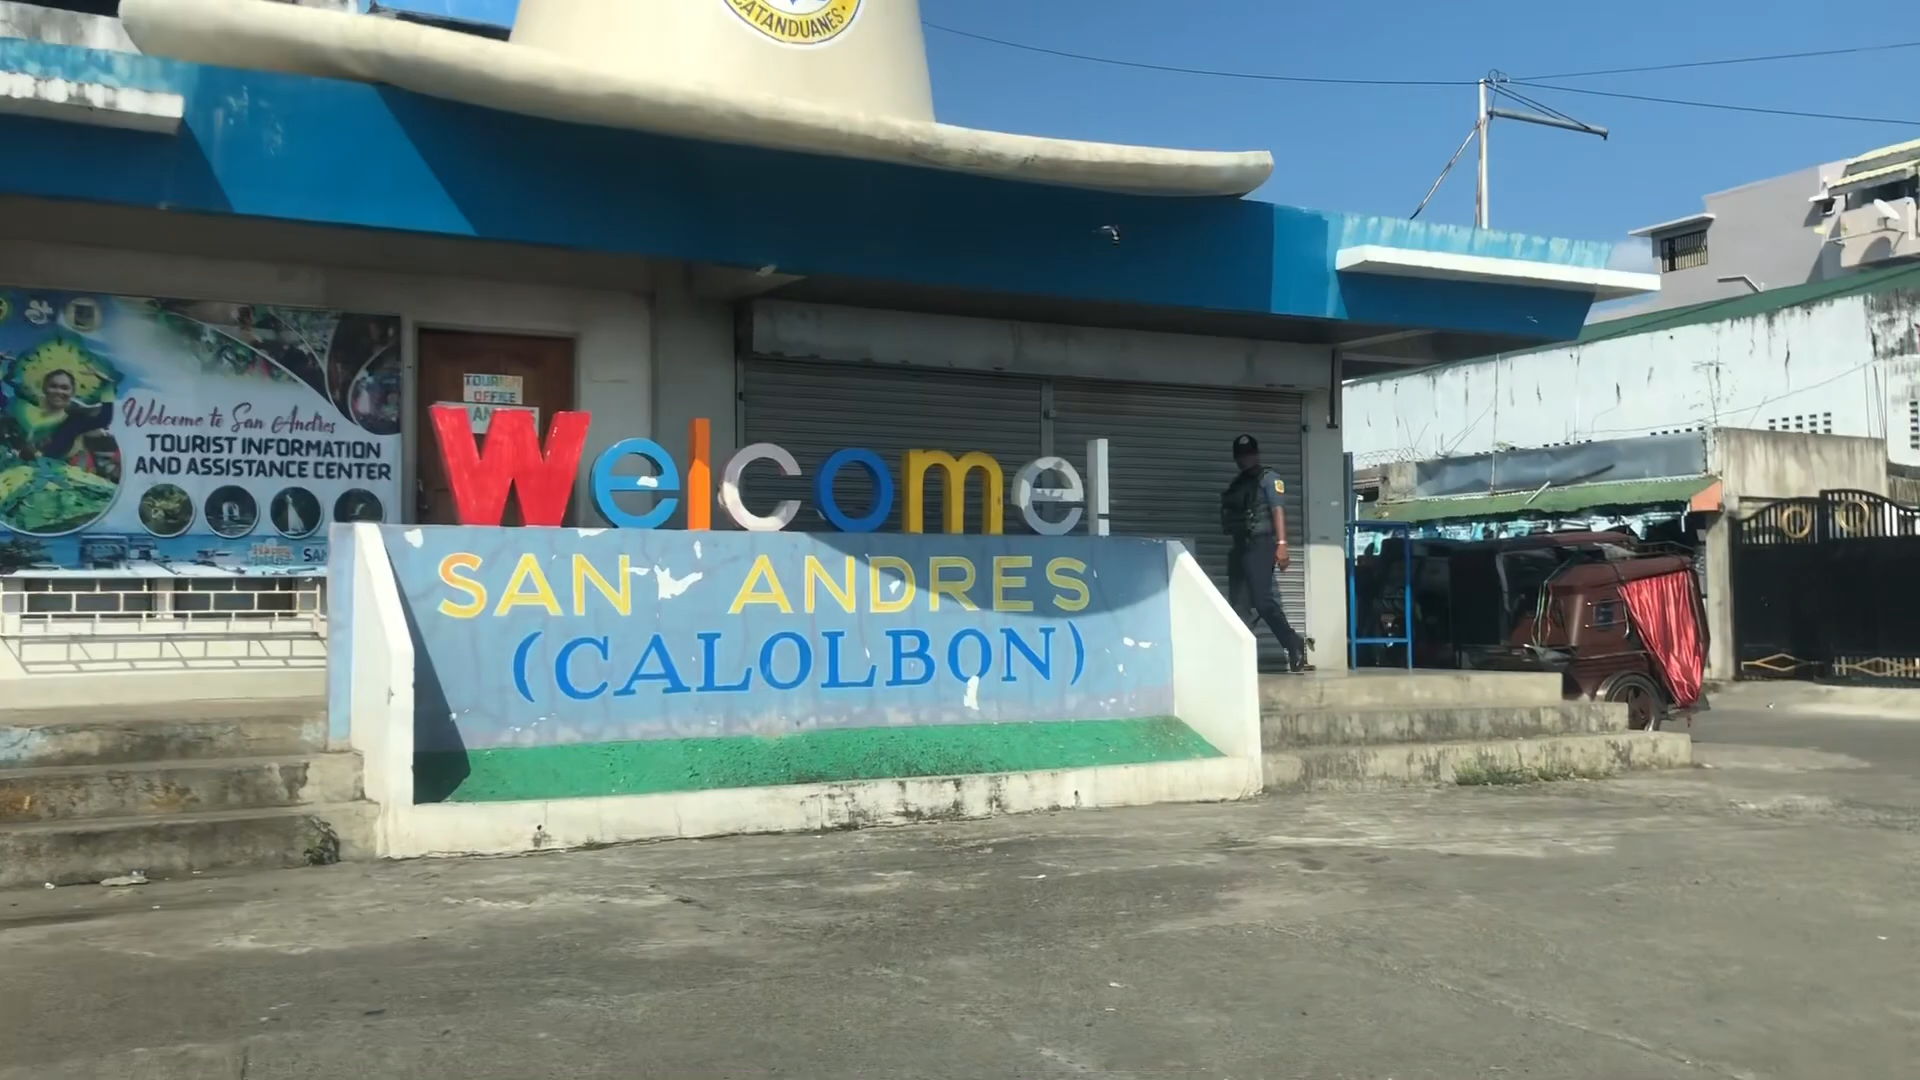 CATANDUANES
Welcome to San Andres
TOURIST INFORMATION
AND ASSISTANCE CENTER
TOURISM
OFFICE
Welcome!
SAN ANDRES
(CALOLBON)